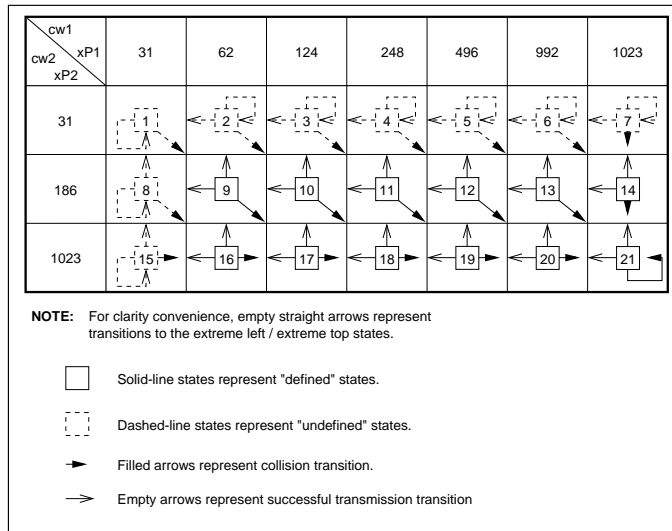 cw1
xP1
cw2
xP2
31 62 124 248 496 992 1023
31 1 2 3 4 5 6 7
186 8 9 10 11 12 13 14
1023 15 16 17 18 19 20 21
NOTE: For clarity convenience, empty straight arrows represent
transitions to the extreme left / extreme top states.
Solid-line states represent "defined" states.
Dashed-line states represent "undefined" states.
Filled arrows represent collision transition.
Empty arrows represent successful transmission transition